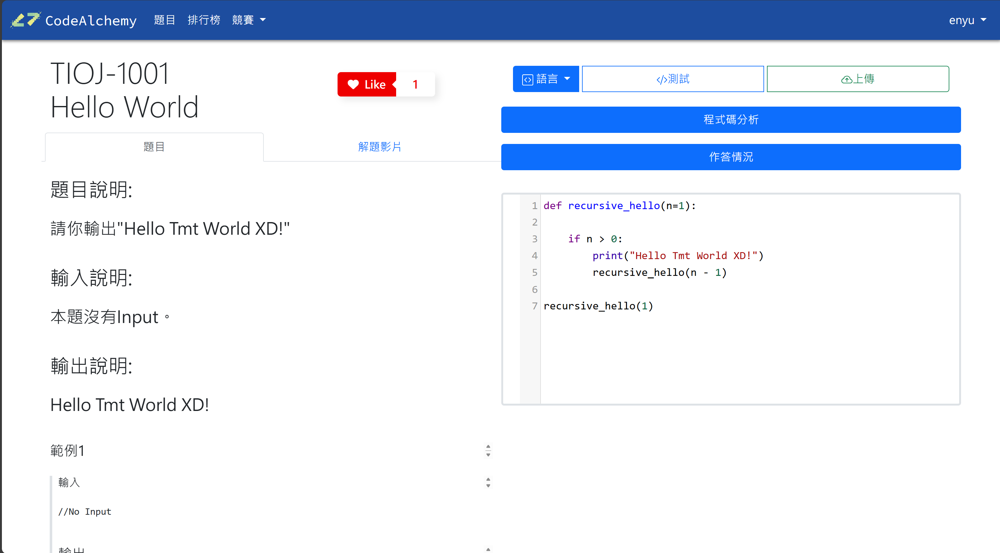 CodeAlchemy 題目 排行榜 競賽 enyu
TIOJ-1001
Hello World
Like 1
題目 解題影片
題目說明:
請你輸出"Hello Tmt World XD!"
輸入說明:
本題沒有Input。
輸出說明:
Hello Tmt World XD!
範例1
輸入
//No Input
輸出
語言 </>測試 上傳
程式碼分析
作答情況
1 def recursive_hello(n=1):
2
3     if n > 0:
4         print("Hello Tmt World XD!")
5         recursive_hello(n - 1)
6
7 recursive_hello(1)